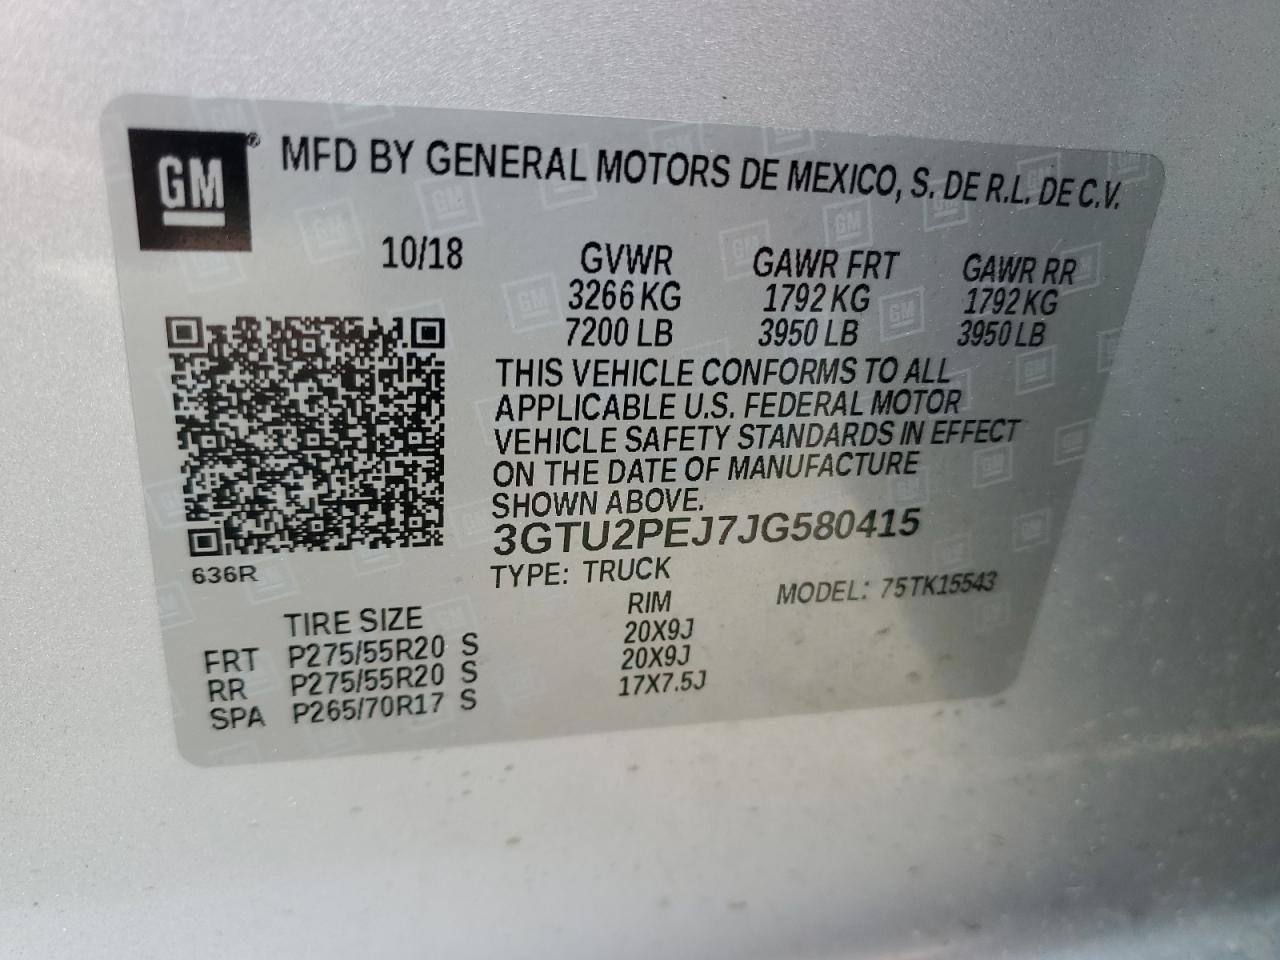 GM® MFD BY GENERAL MOTORS DE MEXICO, S. DE R.L. DE C.V.
10/18 GVWR GAWR FRT GAWR RR
3266 KG 1792 KG 1792 KG
7200 LB 3950 LB 3950 LB
THIS VEHICLE CONFORMS TO ALL
APPLICABLE U.S. FEDERAL MOTOR
VEHICLE SAFETY STANDARDS IN EFFECT
ON THE DATE OF MANUFACTURE
SHOWN ABOVE.
3GTU2PEJ7JG580415
636R
TYPE: TRUCK MODEL: 75TK15543
TIRE SIZE RIM
FRT P275/55R20 S 20X9J
RR P275/55R20 S 20X9J
SPA P265/70R17 S 17X7.5J